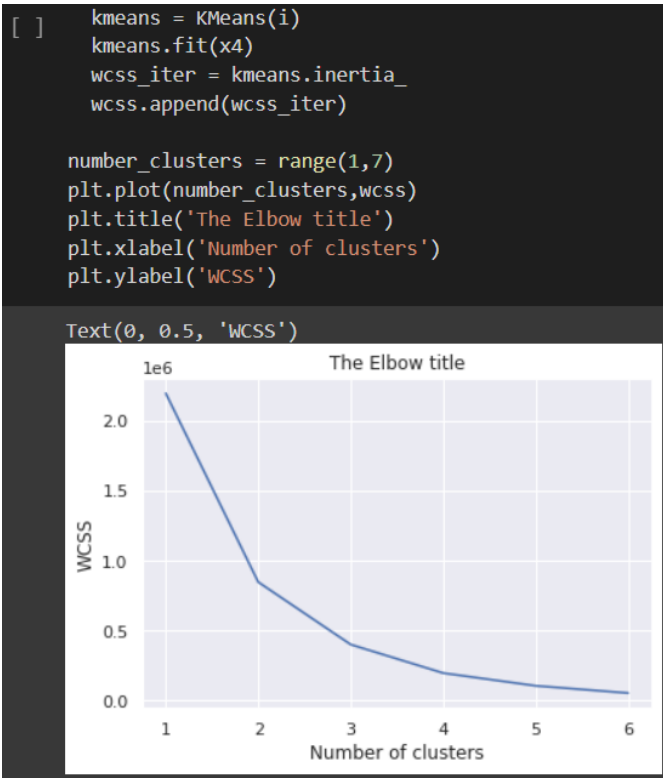 [ ] kmeans = KMeans(i)
kmeans.fit(x4)
wcss_iter = kmeans.inertia_
wcss.append(wcss_iter)
number_clusters = range(1,7)
plt.plot(number_clusters,wcss)
plt.title('The Elbow title')
plt.xlabel('Number of clusters')
plt.ylabel('WCSS')
Text(0, 0.5, 'WCSS')
The Elbow title
1e6
2.0
1.5
1.0
0.5
0.0
WCSS
1 2 3 4 5 6
Number of clusters